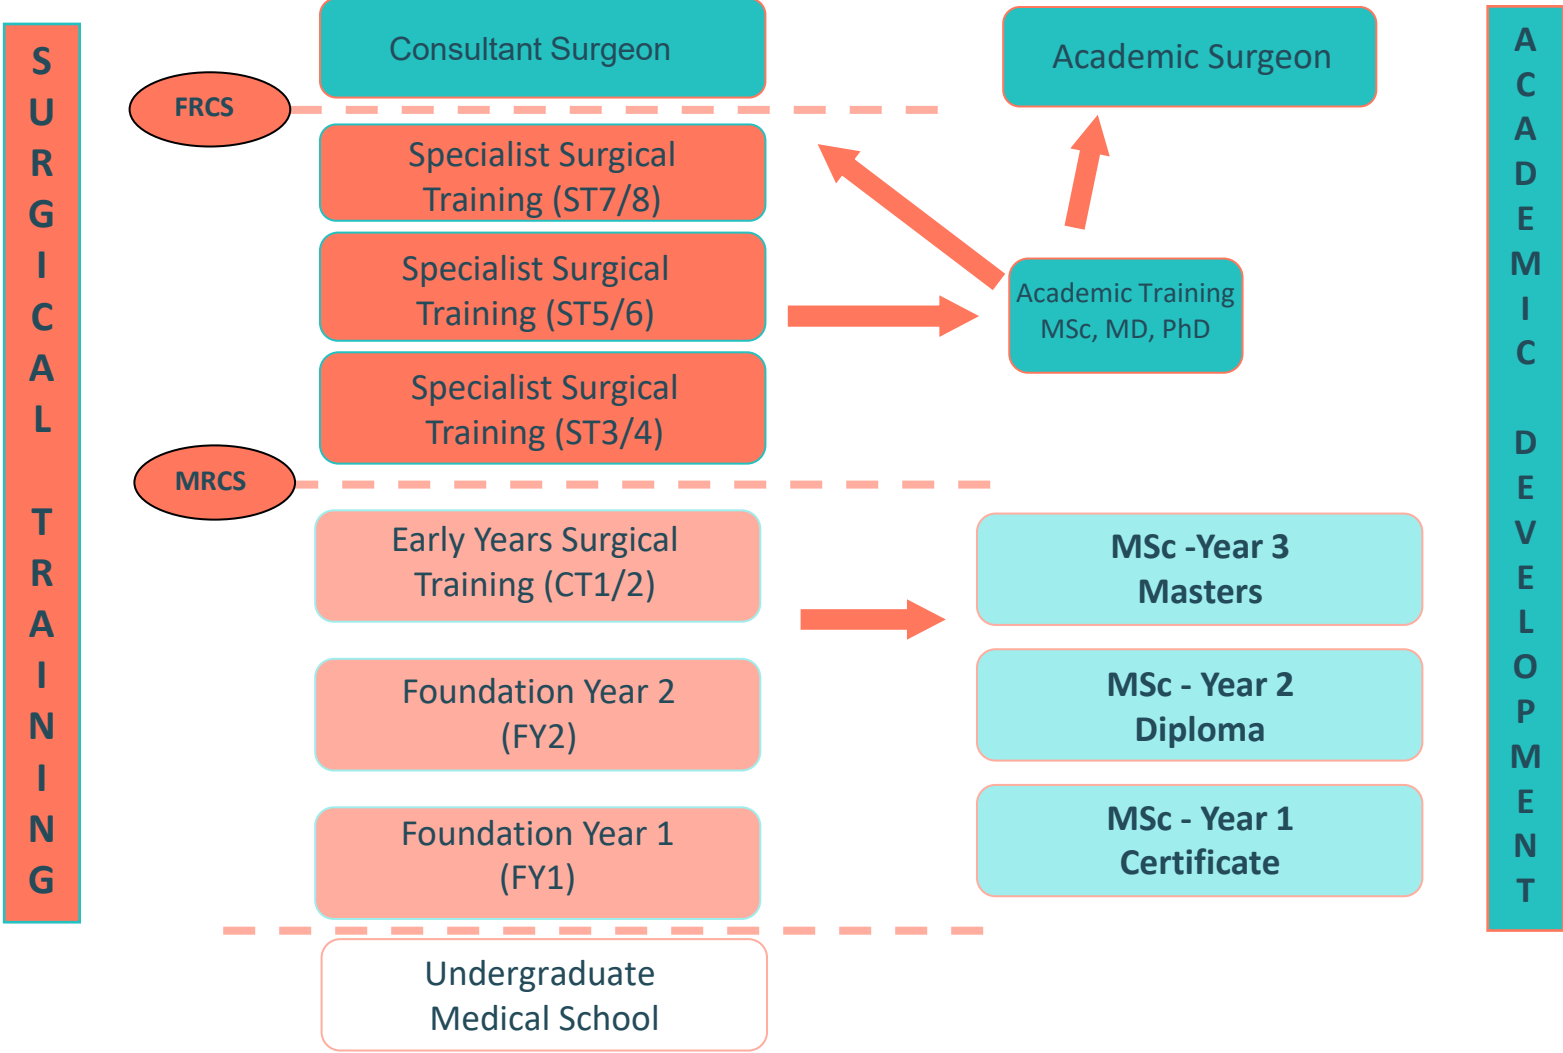 SURGICAL TRAINING
Consultant Surgeon
Academic Surgeon
FRCS
Specialist Surgical
Training (ST7/8)
Specialist Surgical
Training (ST5/6)
Academic Training
MSc, MD, PhD
Specialist Surgical
Training (ST3/4)
MRCS
Early Years Surgical
Training (CT1/2)
MSc -Year 3
Masters
Foundation Year 2
(FY2)
MSc - Year 2
Diploma
Foundation Year 1
(FY1)
MSc - Year 1
Certificate
Undergraduate
Medical School
ACADEMIC DEVELOPMENT